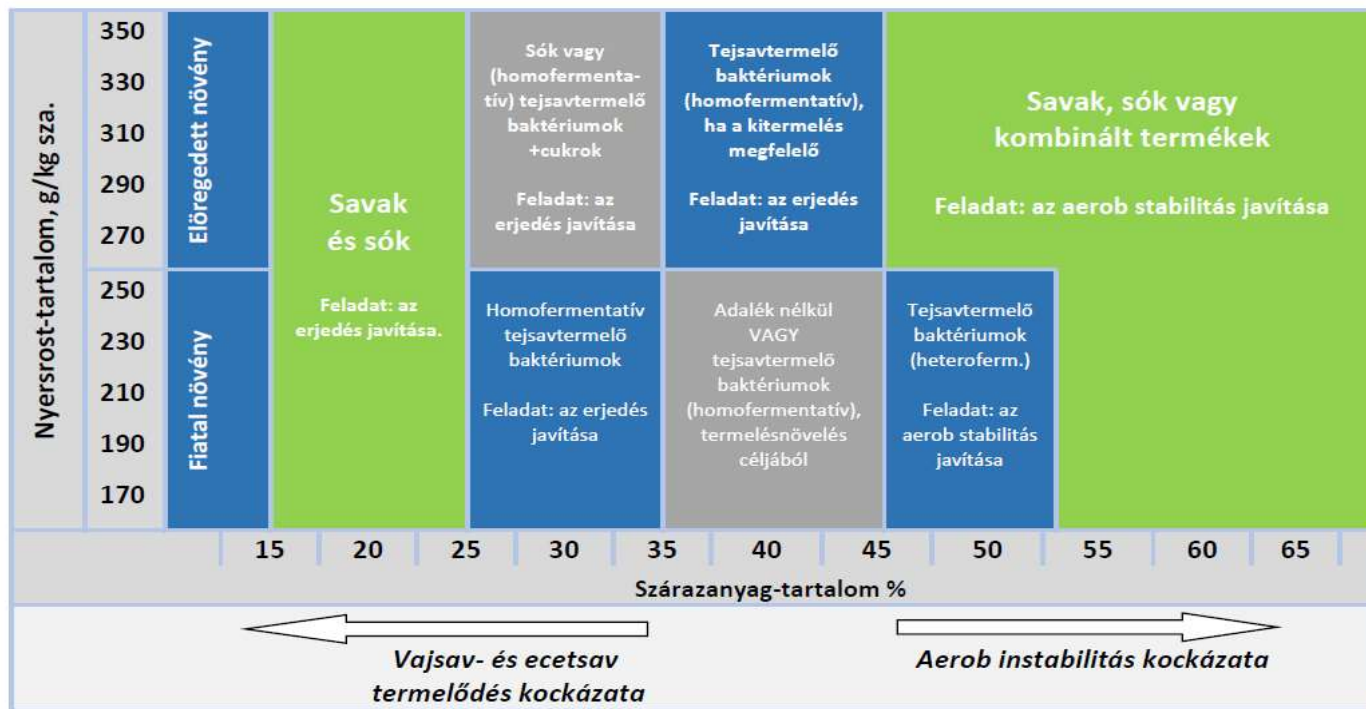 Nyersrost-tartalom, g/kg sza.
350
330
310
290
270
250
230
210
190
170
Elöregedett növény
Fiatal növény
Savak
és sók
Feladat: az
erjedés javítása.
Sók vagy
(homofermenta-
tív) tejsavtermelő
baktériumok
+cukrok
Feladat: az
erjedés javítása
Tejsavtermelő
baktériumok
(homofermentatív),
ha a kitermelés
megfelelő
Feladat: az erjedés
javítása
Savak, sók vagy
kombinált termékek
Feladat: az aerob stabilitás javítása
Homofermentatív
tejsavtermelő
baktériumok
Feladat: az erjedés
javítása
Adalék nélkül
VAGY
tejsavtermelő
baktériumok
(homofermentatív),
termelésnövelés
céljából
Tejsavtermelő
baktériumok
(heteroferm.)
Feladat: az
aerob stabilitás
javítása
15 20 25 30 35 40 45 50 55 60 65
Szárazanyag-tartalom %
Vajsav- és ecetsav
termelődés kockázata
Aerob instabilitás kockázata